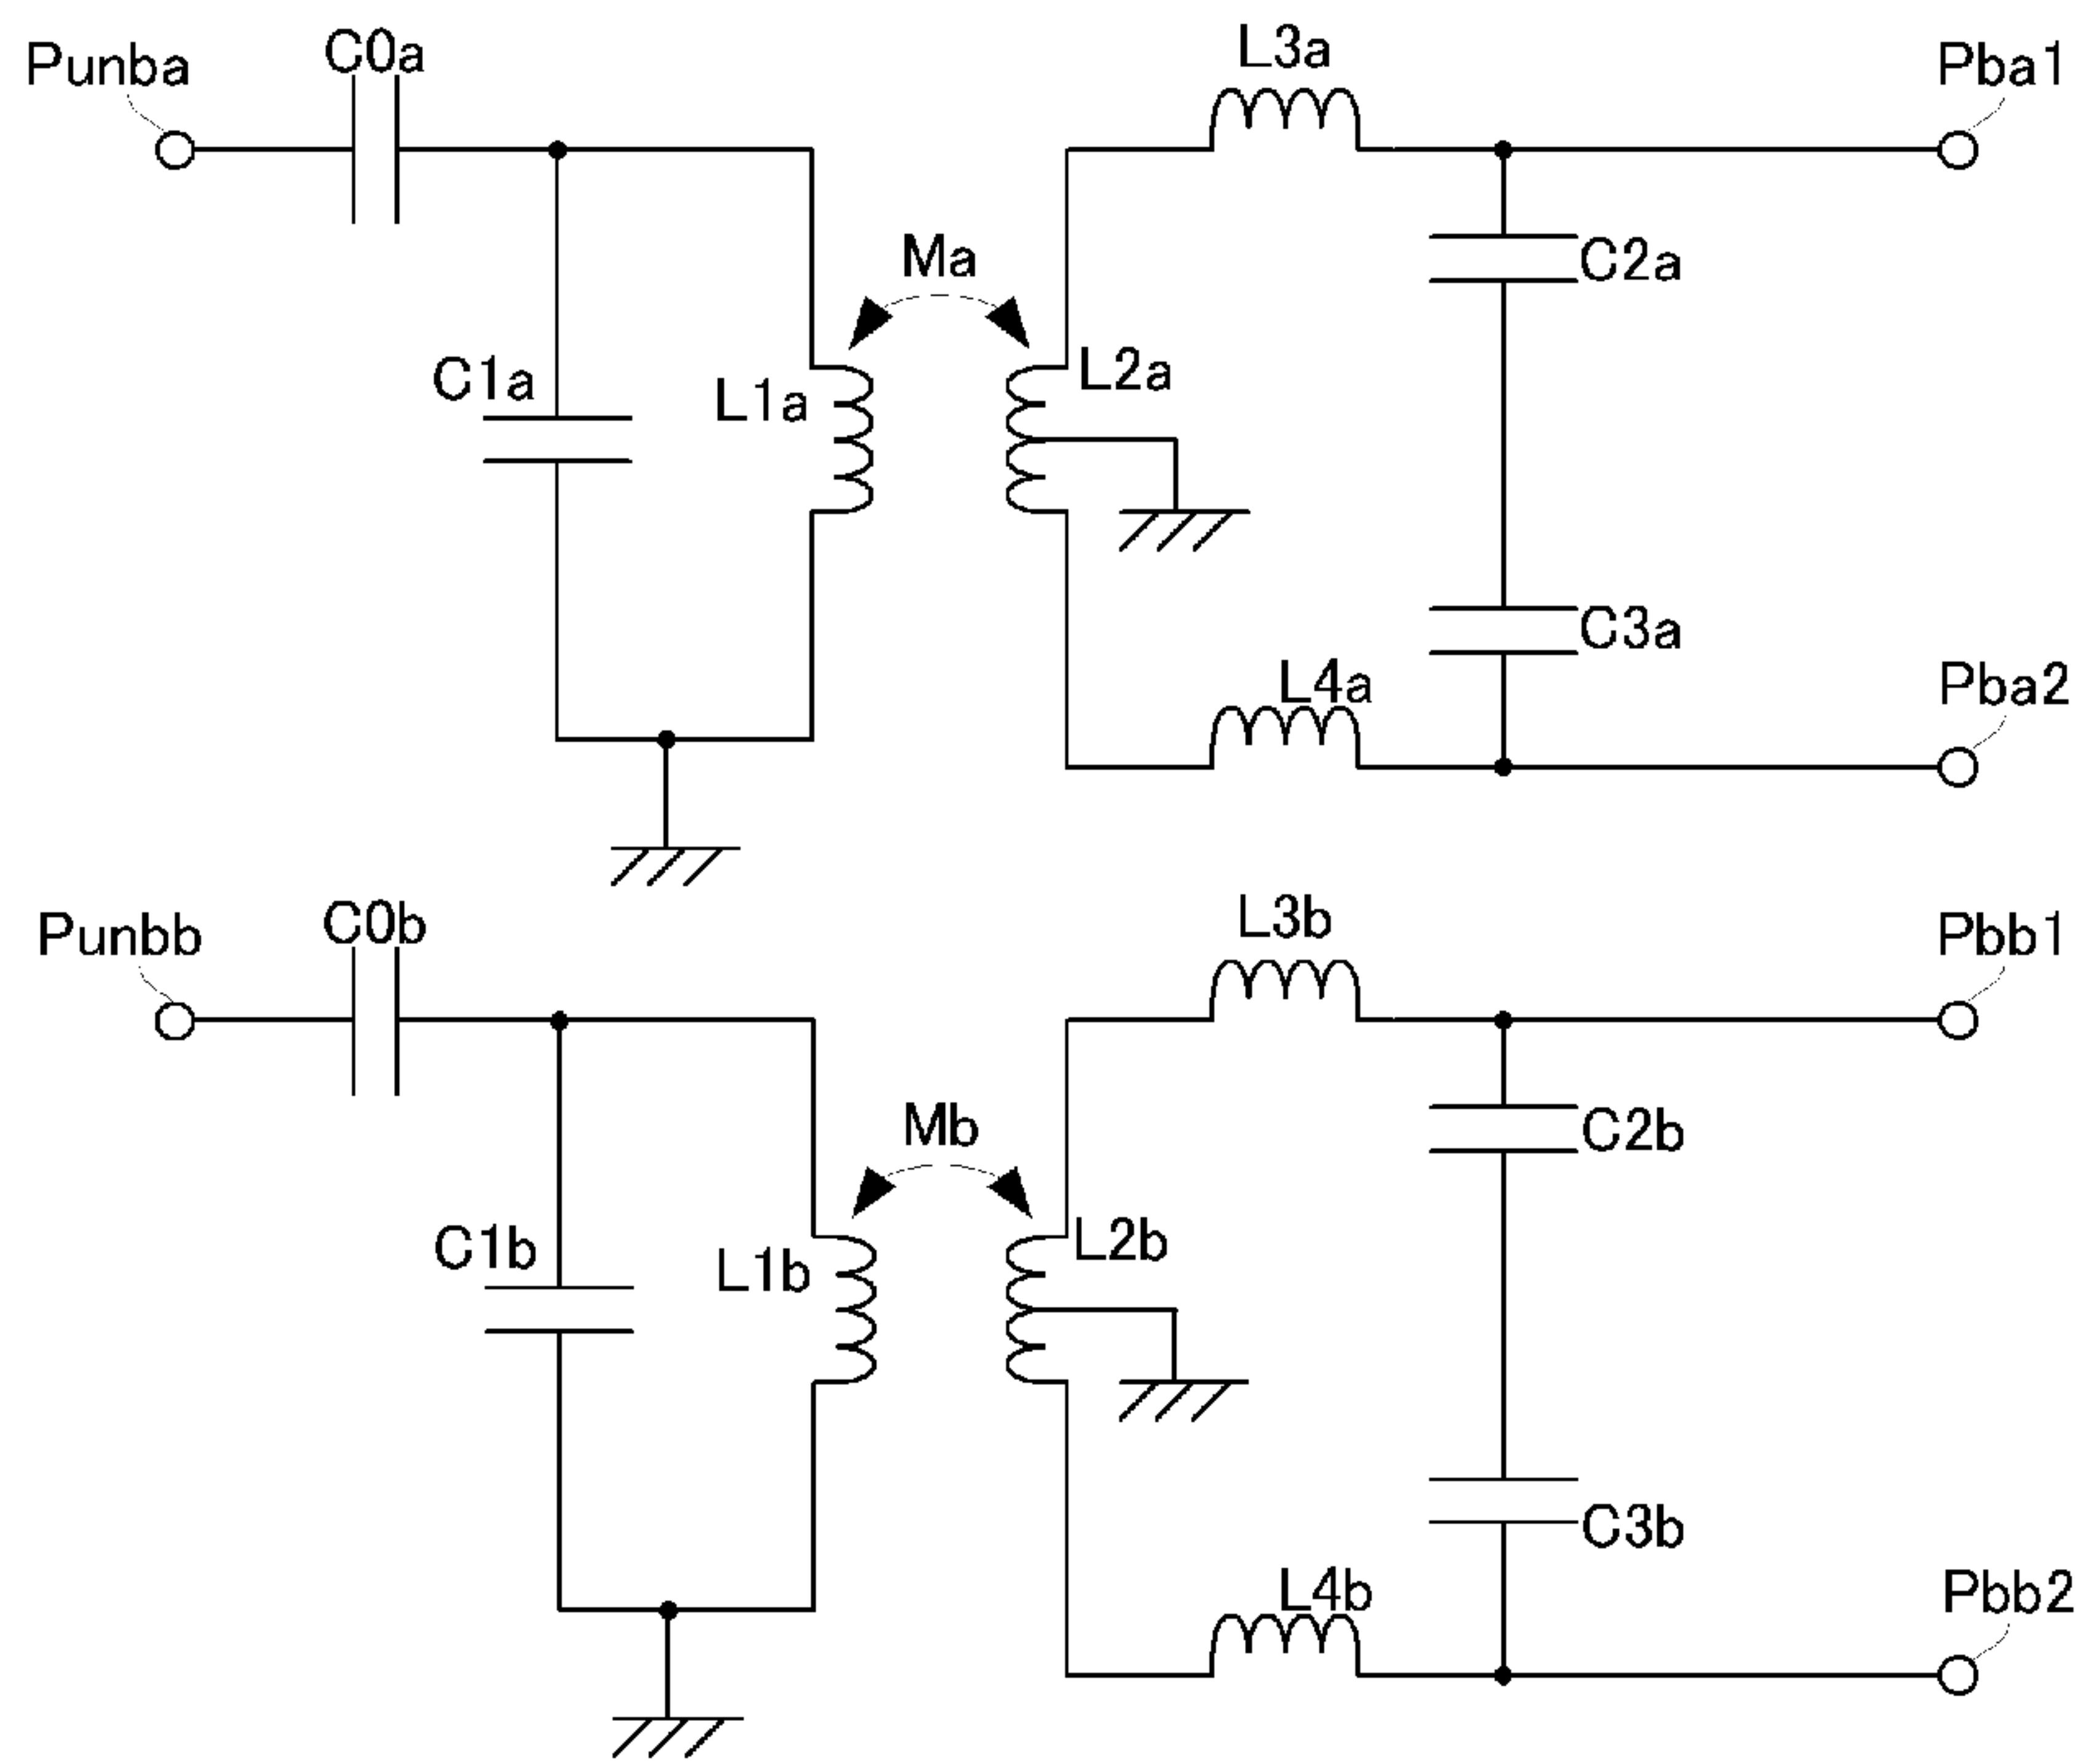 Punba
C0a
L3a
Pba1
Ma
C2a
C1a
L1a
L2a
C3a
L4a
Pba2
Punbb
C0b
L3b
Pbb1
Mb
C2b
C1b
L1b
L2b
C3b
L4b
Pbb2